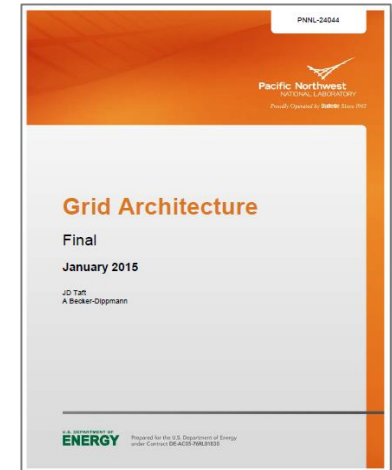 PNNL-24044
Pacific Northwest
NATIONAL LABORATORY
Proudly Operated by Battelle Since 1965
Grid Architecture
Final
January 2015
JD Taft
A Becker-Dippmann
U.S. DEPARTMENT OF
ENERGY
Prepared for the U.S. Department of Energy
under Contract DE-AC05-76RL01830